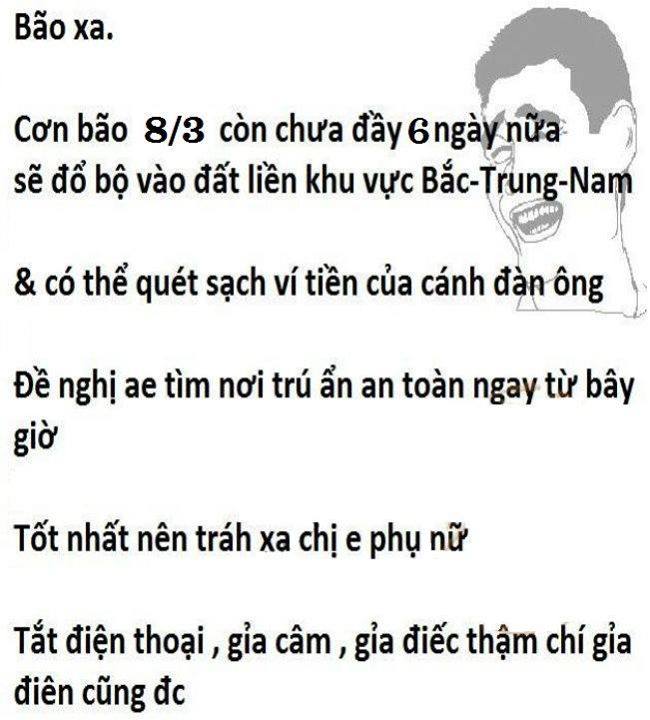 Bão xa.
Cơn bão 8/3 còn chưa đầy 6 ngày nữa
sẽ đổ bộ vào đất liền khu vực Bắc-Trung-Nam
& có thể quét sạch ví tiền của cánh đàn ông
Đề nghị ae tìm nơi trú ẩn an toàn ngay từ bây
giờ
Tốt nhất nên tráh xa chị e phụ nữ
Tắt điện thoại , gỉa câm , gỉa điếc thậm chí gỉa
điên cũng đc